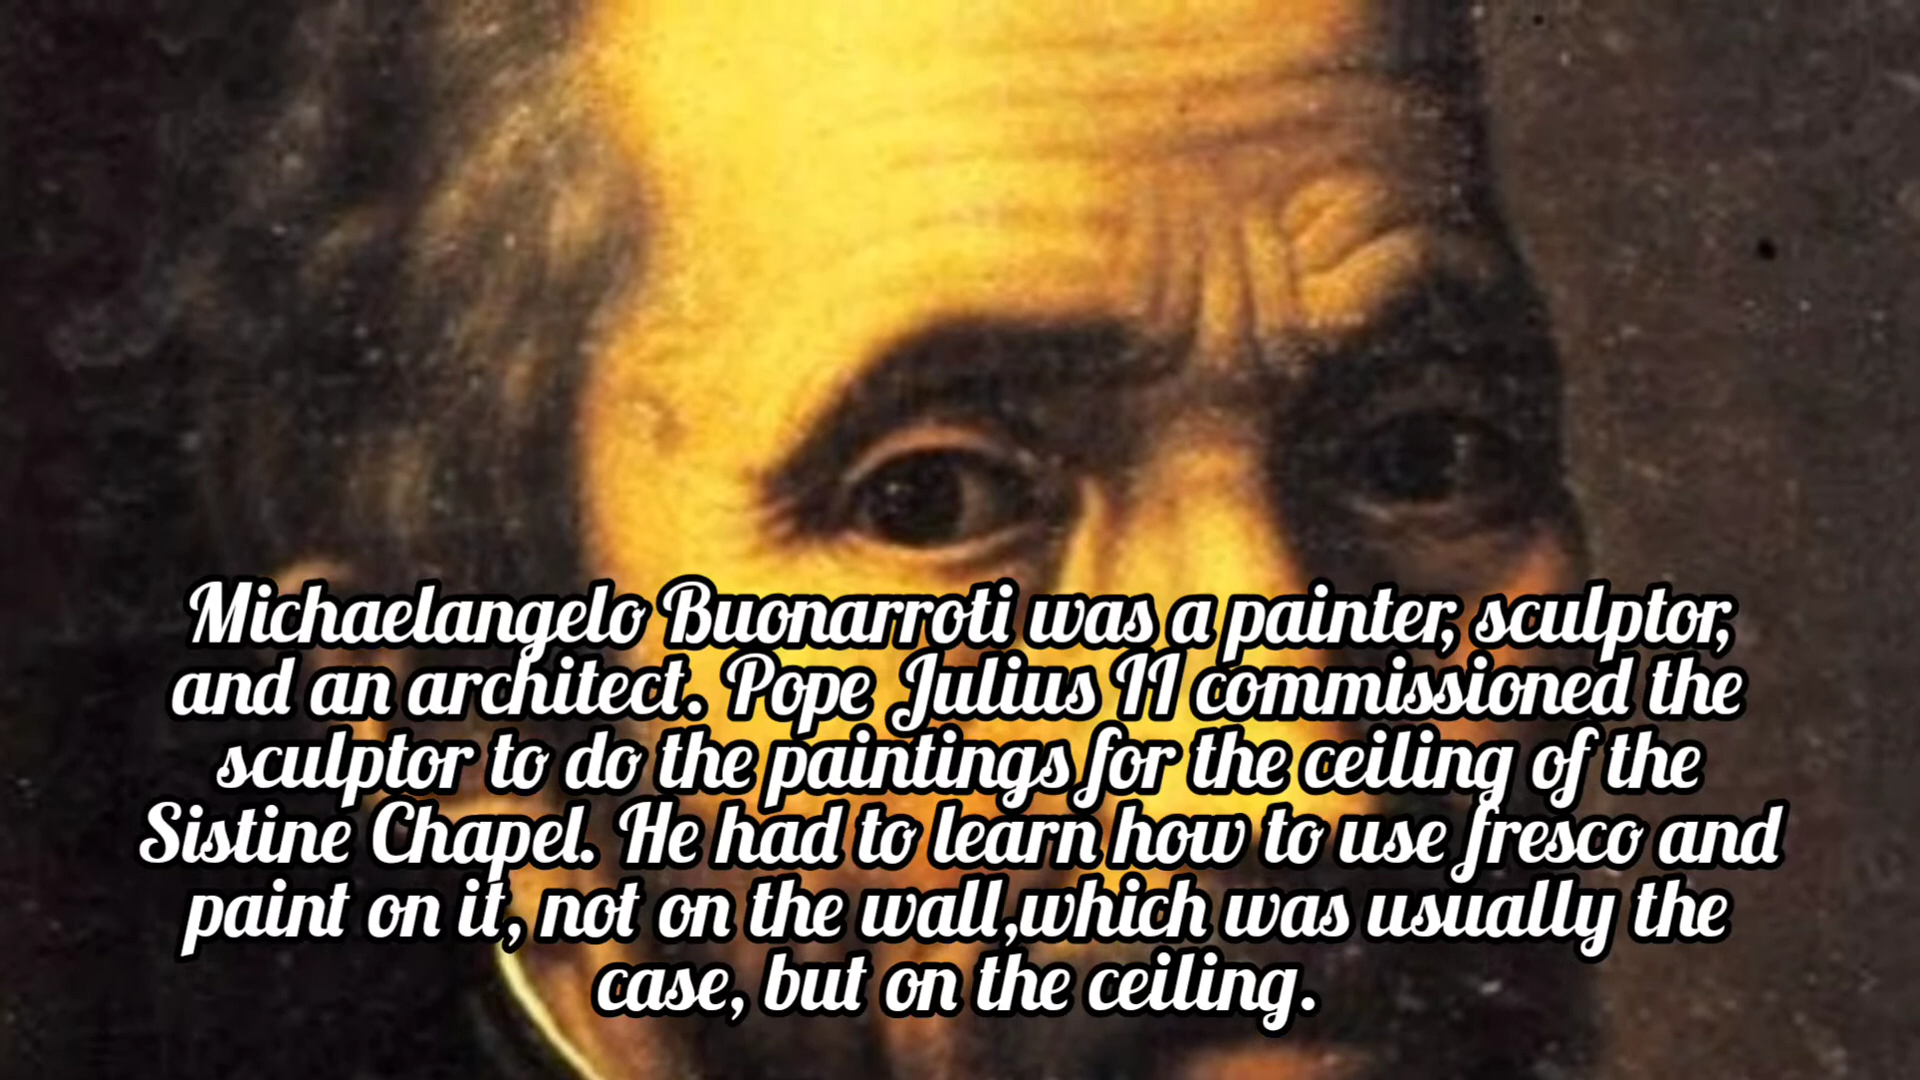 Michaelangelo Buonarroti was a painter, sculptor,
and an architect. Pope Julius II commissioned the
sculptor to do the paintings for the ceiling of the
Sistine Chapel. He had to learn how to use fresco and
paint on it, not on the wall,which was usually the
case, but on the ceiling.